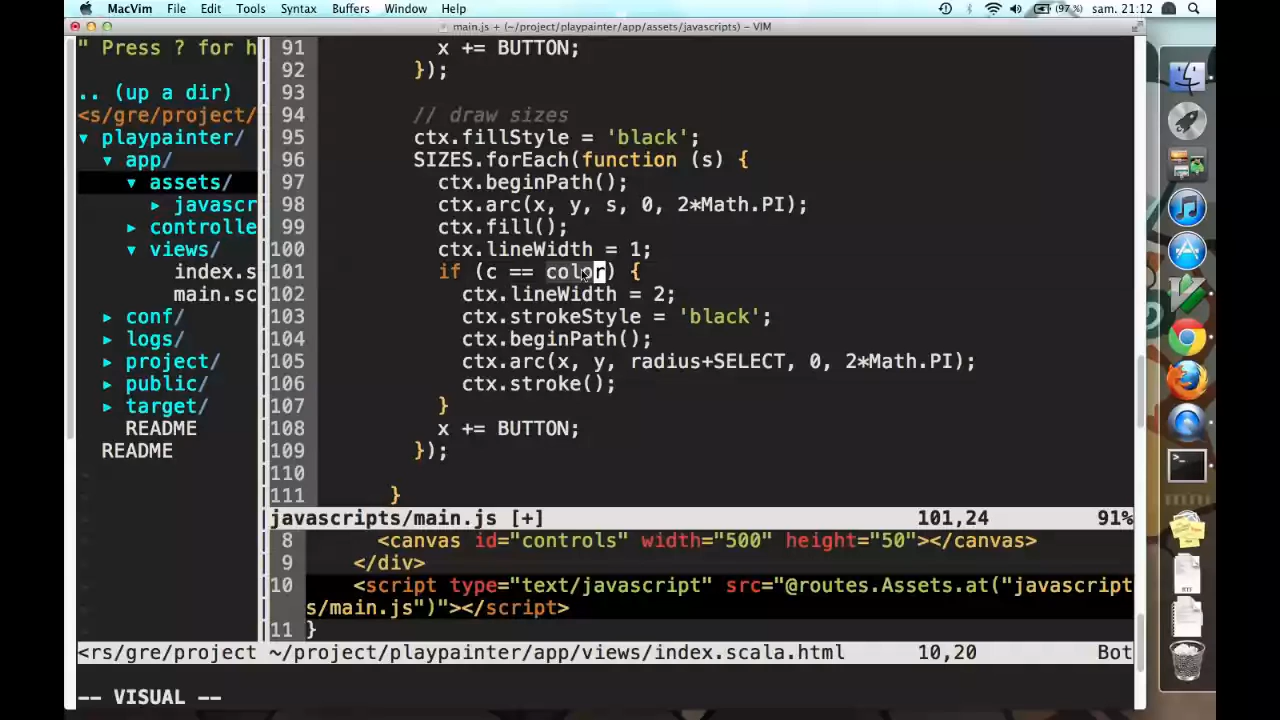 MacVim File Edit Tools Syntax Buffers Window Help (97 %) sam. 21:12
main.js + (~/project/playpainter/app/assets/javascripts) – VIM
" Press ? for h
.. (up a dir)
<s/gre/project/
▾ playpainter/
▾ app/
▾ assets/
▸ javascr
▸ controlle
▾ views/
index.s
main.sc
▸ conf/
▸ logs/
▸ project/
▸ public/
▸ target/
README
README
91 x += BUTTON;
92 });
93
94 // draw sizes
95 ctx.fillStyle = 'black';
96 SIZES.forEach(function (s) {
97 ctx.beginPath();
98 ctx.arc(x, y, s, 0, 2*Math.PI);
99 ctx.fill();
100 ctx.lineWidth = 1;
101 if (c == color) {
102 ctx.lineWidth = 2;
103 ctx.strokeStyle = 'black';
104 ctx.beginPath();
105 ctx.arc(x, y, radius+SELECT, 0, 2*Math.PI);
106 ctx.stroke();
107 }
108 x += BUTTON;
109 });
110
111 }
javascripts/main.js [+] 101,24 91%
8 <canvas id="controls" width="500" height="50"></canvas>
9 </div>
10 <script type="text/javascript" src="@routes.Assets.at("javascript
s/main.js")"></script>
11 }
<rs/gre/project ~/project/playpainter/app/views/index.scala.html 10,20 Bot
-- VISUAL --